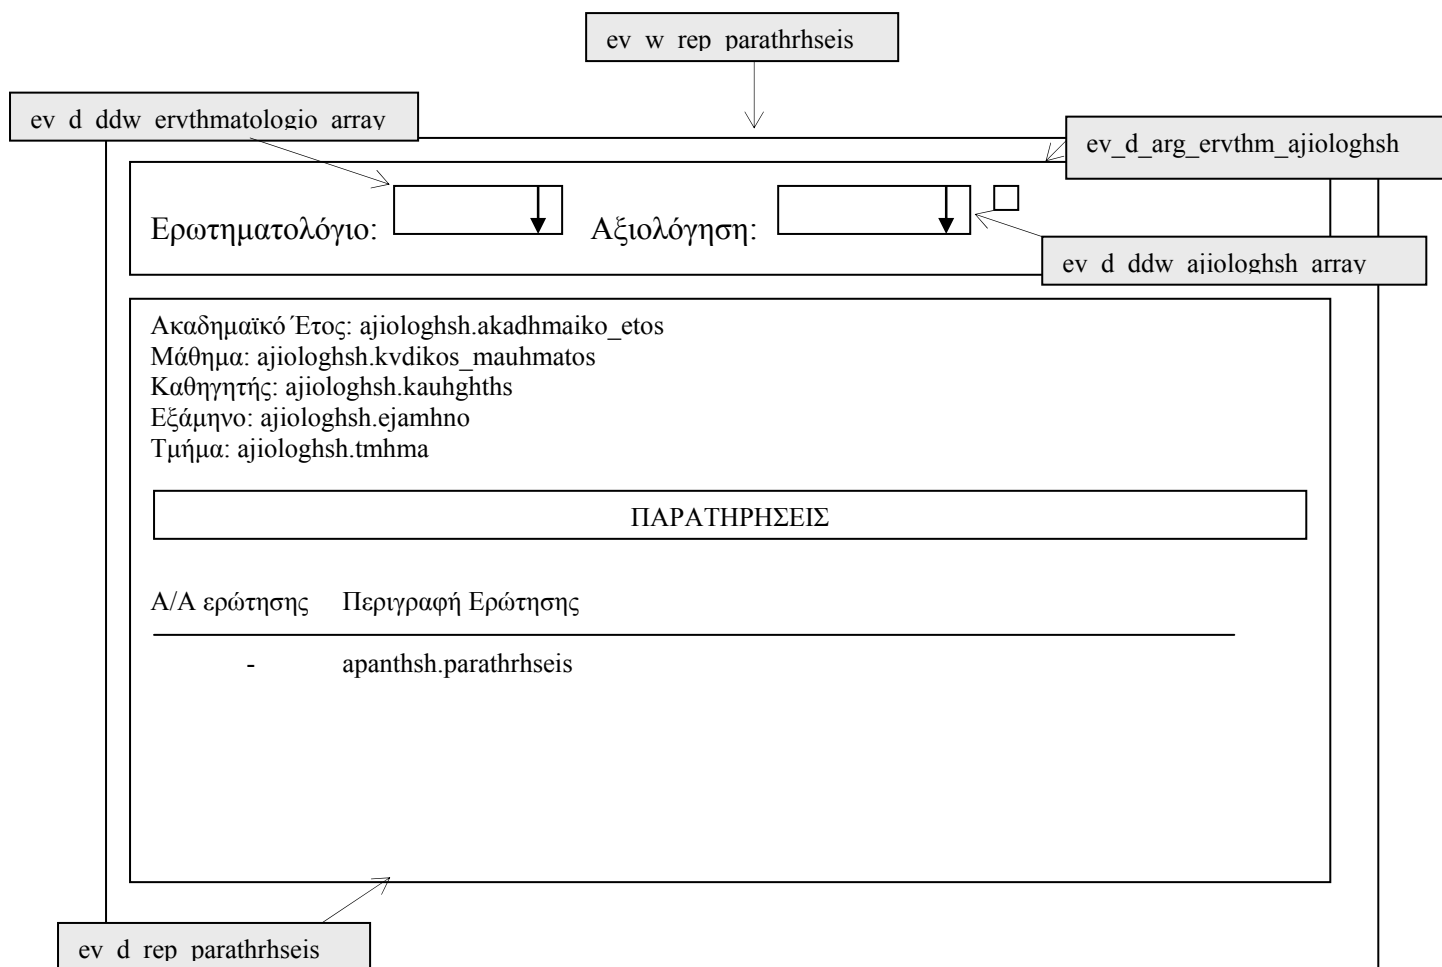 ev_w_rep_parathrhseis
ev_d_ddw_ervthmatologio_array
ev_d_arg_ervthm_ajiologhsh
Ερωτηματολόγιο:
Αξιολόγηση:
ev_d_ddw_ajiologhsh_array
Ακαδημαϊκό Έτος: ajiologhsh.akadhmaiko_etos
Μάθημα: ajiologhsh.kvdikos_mauhmatos
Καθηγητής: ajiologhsh.kauhghths
Εξάμηνο: ajiologhsh.ejamhno
Τμήμα: ajiologhsh.tmhma
ΠΑΡΑΤΗΡΗΣΕΙΣ
Α/Α ερώτησης Περιγραφή Ερώτησης
- apanthsh.parathrhseis
ev_d_rep_parathrhseis